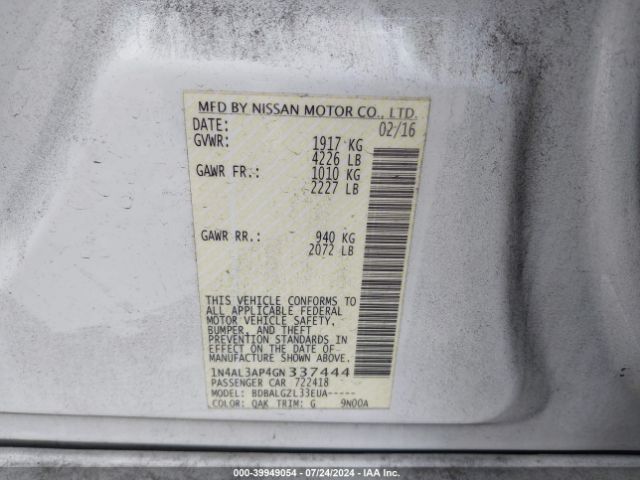 MFD BY NISSAN MOTOR CO., LTD.
DATE: 02/16
GVWR: 1917 KG
4226 LB
GAWR FR.: 1010 KG
2227 LB
GAWR RR.: 940 KG
2072 LB
THIS VEHICLE CONFORMS TO
ALL APPLICABLE FEDERAL
MOTOR VEHICLE SAFETY,
BUMPER, AND THEFT
PREVENTION STANDARDS IN
EFFECT ON THE DATE OF
MANUFACTURE SHOWN ABOVE.
1N4AL3AP4GN 337444
PASSENGER CAR 722418
MODEL: BDBALGZL33EUA-----
COLOR: QAK TRIM: G 9N00A
000-39949054 - 07/24/2024 - IAA Inc.